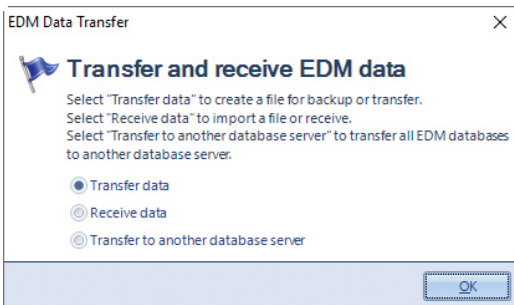 EDM Data Transfer
Transfer and receive EDM data
Select "Transfer data" to create a file for backup or transfer.
Select "Receive data" to import a file or receive.
Select "Transfer to another database server" to transfer all EDM databases
to another database server.
Transfer data
Receive data
Transfer to another database server
OK